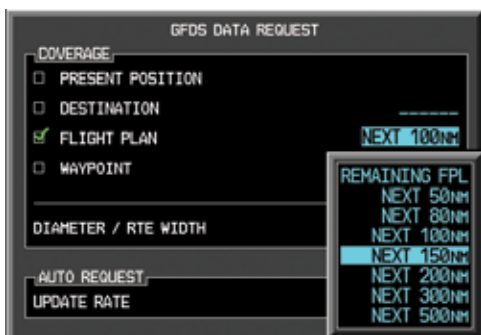 GFDS DATA REQUEST
COVERAGE
PRESENT POSITION
DESTINATION ______
FLIGHT PLAN NEXT 100NM
WAYPOINT
DIAMETER / RTE WIDTH
AUTO REQUEST
UPDATE RATE
REMAINING FPL
NEXT 50NM
NEXT 80NM
NEXT 100NM
NEXT 150NM
NEXT 200NM
NEXT 300NM
NEXT 500NM